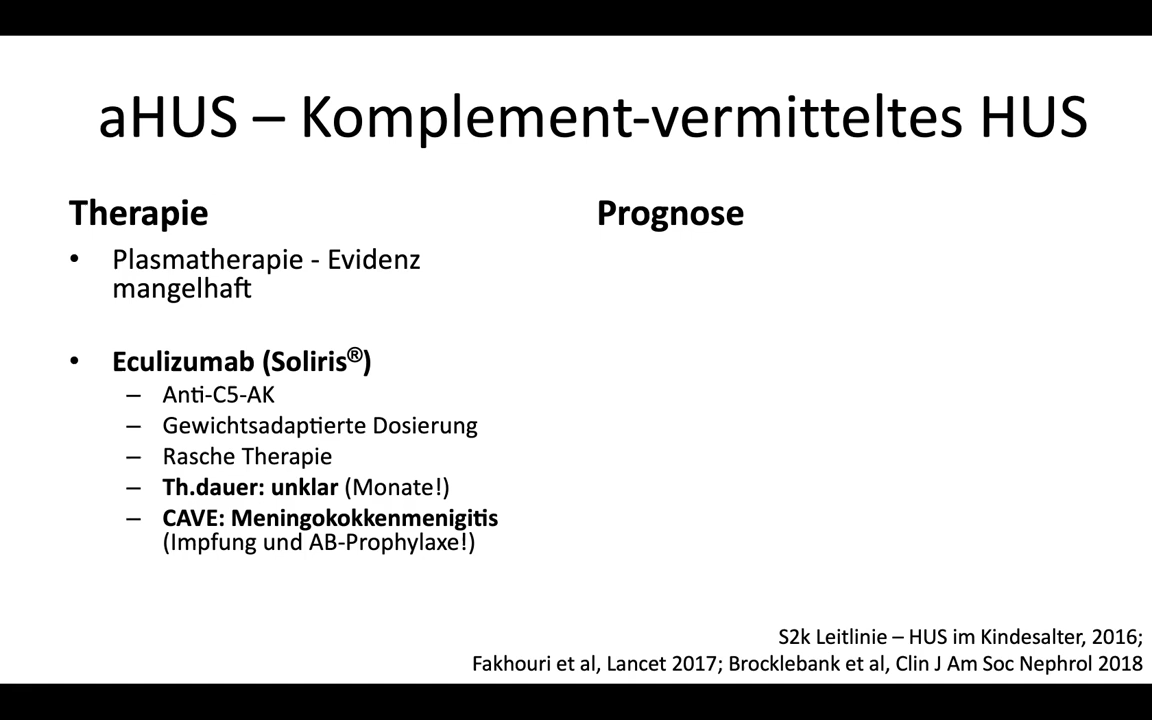 aHUS – Komplement-vermitteltes HUS
Therapie
• Plasmatherapie - Evidenz
mangelhaft
• Eculizumab (Soliris®)
– Anti-C5-AK
– Gewichtsadaptierte Dosierung
– Rasche Therapie
– Th.dauer: unklar (Monate!)
– CAVE: Meningokokkenmenigitis
(Impfung und AB-Prophylaxe!)
Prognose
S2k Leitlinie – HUS im Kindesalter, 2016;
Fakhouri et al, Lancet 2017; Brocklebank et al, Clin J Am Soc Nephrol 2018